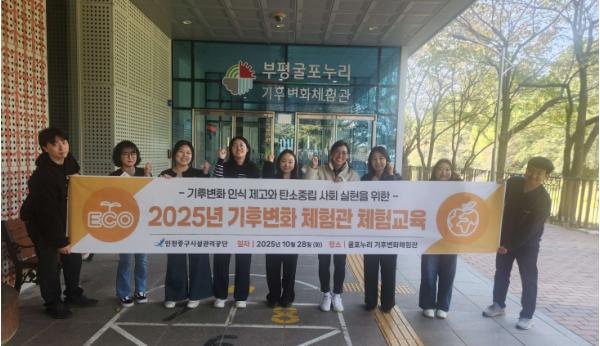 부평굴포누리
기후변화체험관
- 기후변화 인식 제고와 탄소중립 사회 실현을 위한 -
ECO
2025년 기후변화 체험관 체험교육
인천중구시설관리공단 일자 | 2025년 10월 28일 (화) 장소 | 굴포누리 기후변화체험관